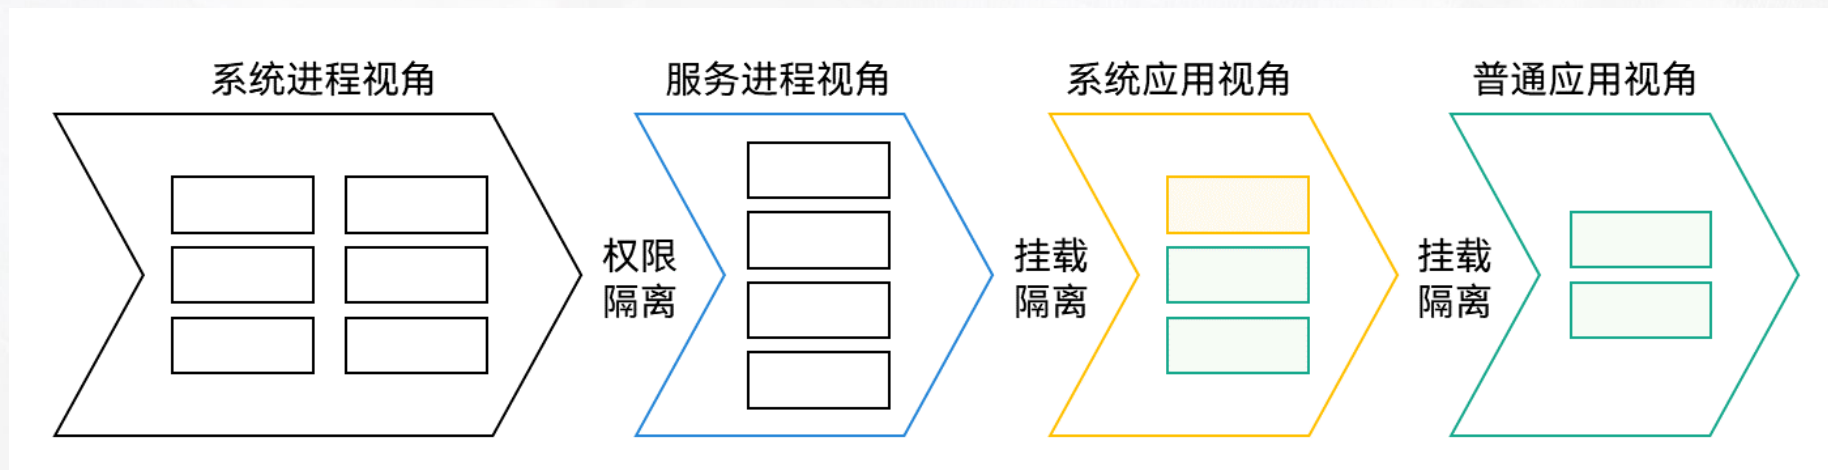 系统进程视角
服务进程视角
系统应用视角
普通应用视角
权限
隔离
挂载
隔离
挂载
隔离